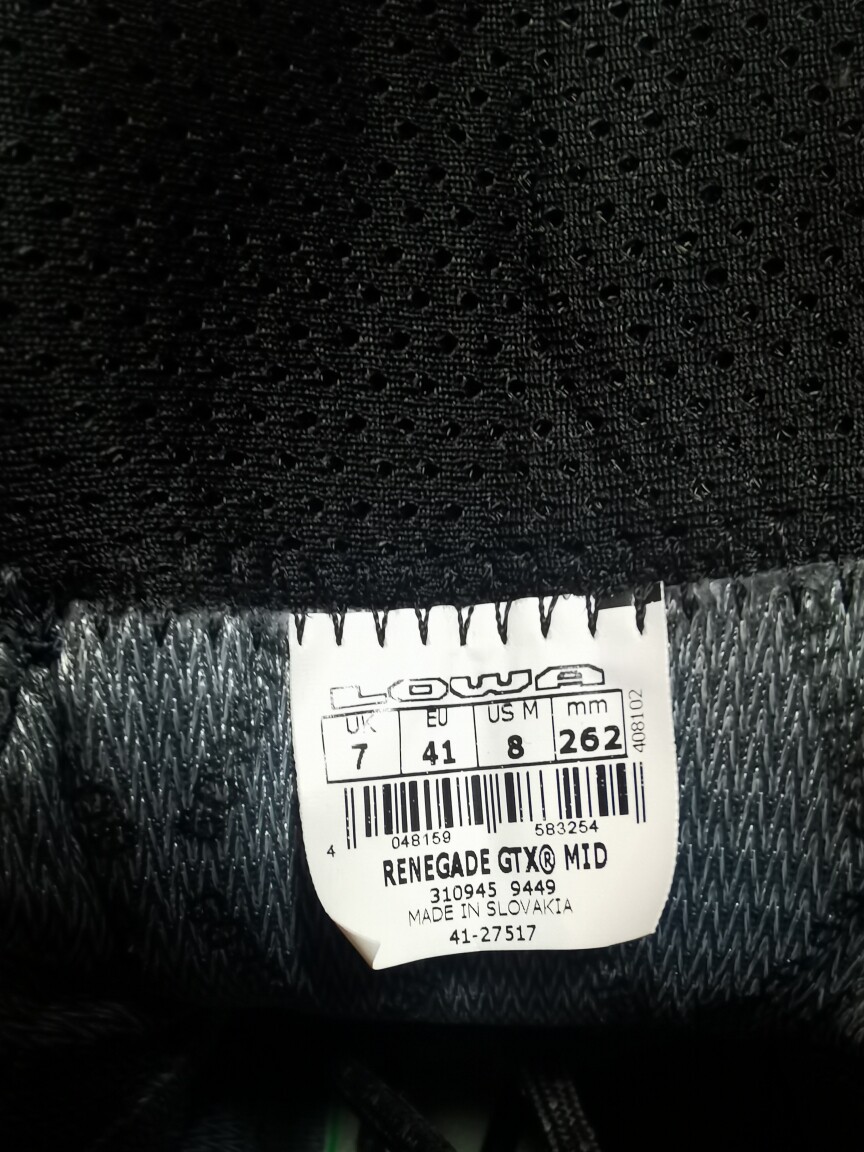 LOWA
UK EU US M mm
7 41 8 262
408102
4 048159 583254
RENEGADE GTX® MID
310945 9449
MADE IN SLOVAKIA
41-27517